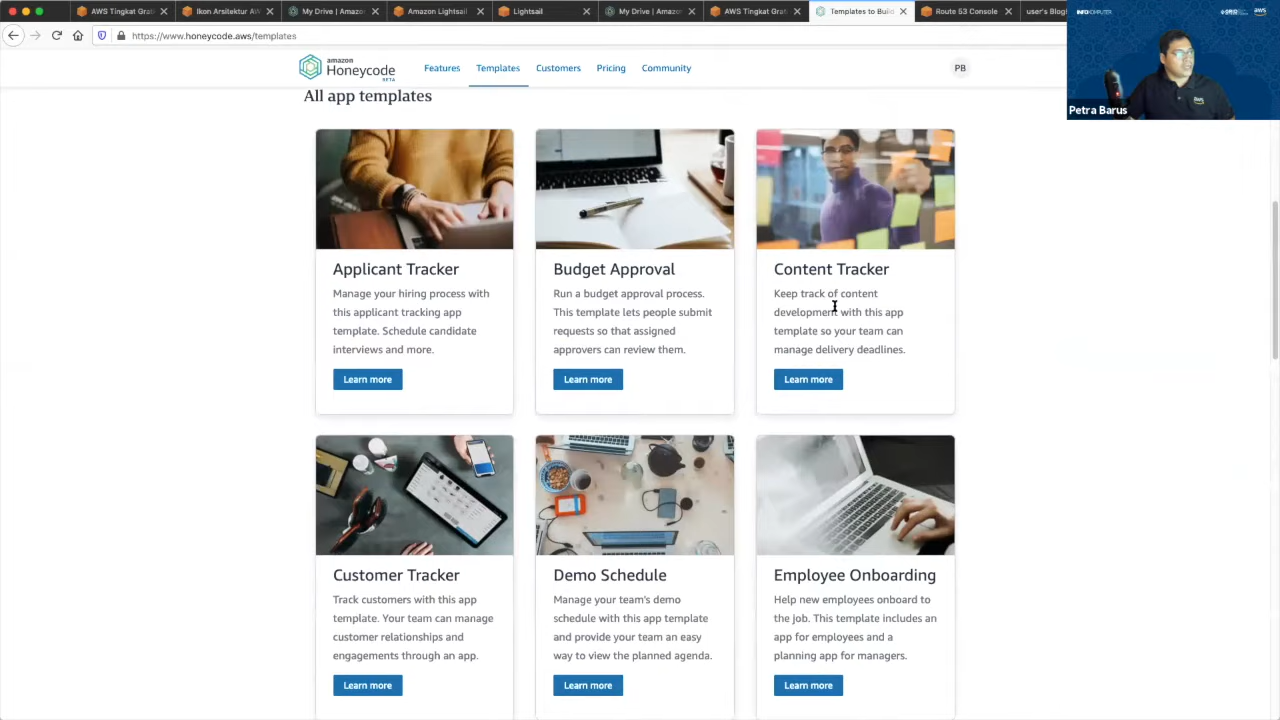 AWS Tingkat Grati
Ikon Arsitektur AW
My Drive | Amazon
Amazon Lightsail
Lightsail
My Drive | Amaz
AWS Tingkat Grat
Templates to Buil
Route 53 Console
user's Blog!
https://www.honeycode.aws/templates
INFOKOMPUTER
aws
Petra Barus
amazon
Honeycode
BETA
Features
Templates
Customers
Pricing
Community
PB
All app templates
Applicant Tracker
Manage your hiring process with
this applicant tracking app
template. Schedule candidate
interviews and more.
Learn more
Budget Approval
Run a budget approval process.
This template lets people submit
requests so that assigned
approvers can review them.
Learn more
Content Tracker
Keep track of content
development with this app
template so your team can
manage delivery deadlines.
Learn more
Customer Tracker
Track customers with this app
template. Your team can manage
customer relationships and
engagements through an app.
Learn more
Demo Schedule
Manage your team's demo
schedule with this app template
and provide your team an easy
way to view the planned agenda.
Learn more
Employee Onboarding
Help new employees onboard to
the job. This template includes an
app for employees and a
planning app for managers.
Learn more